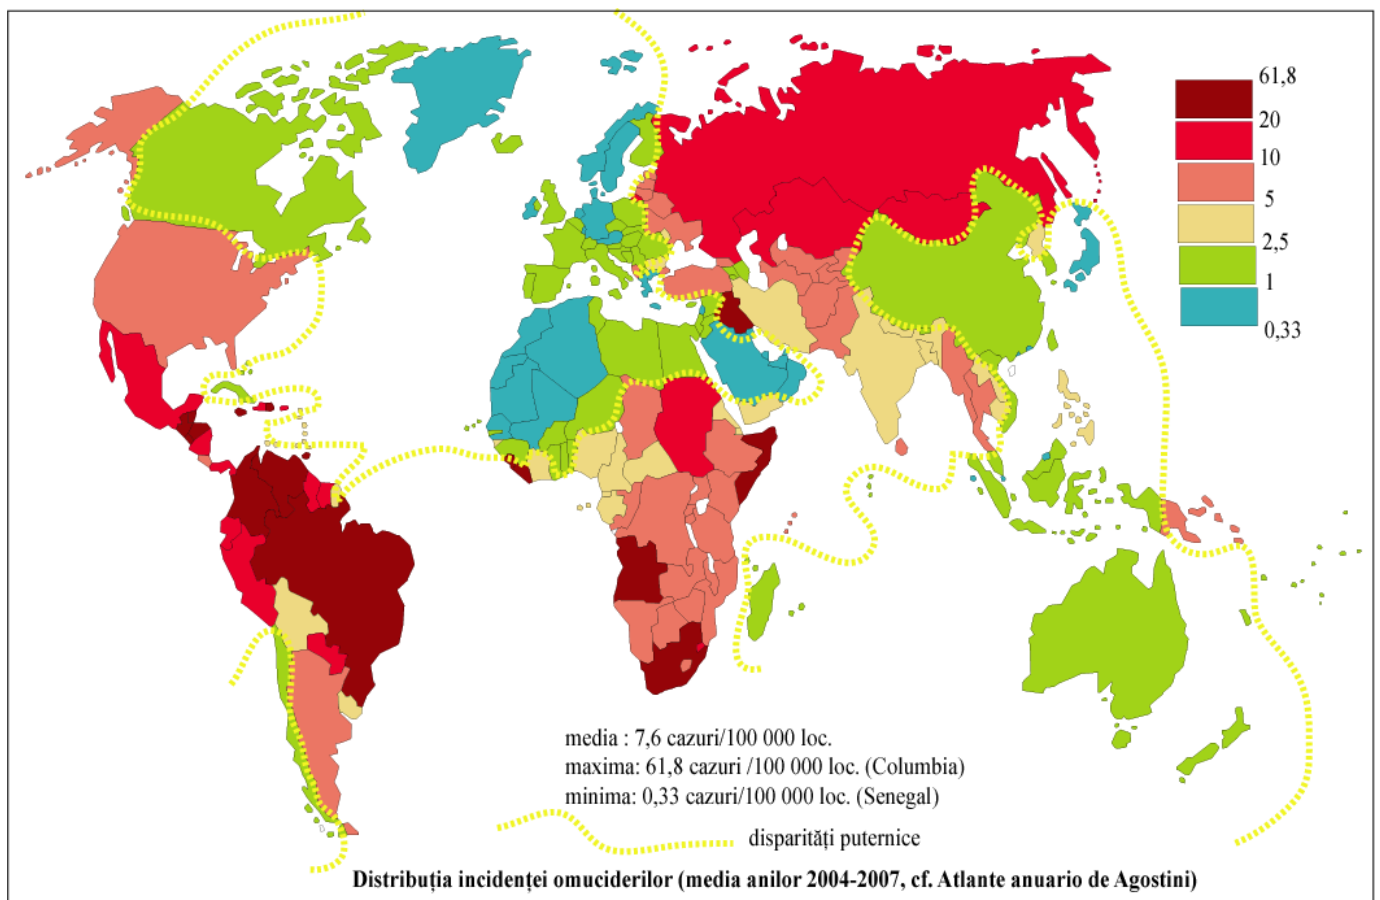 61,8
20
10
5
2,5
1
0,33
media : 7,6 cazuri/100 000 loc.
maxima: 61,8 cazuri /100 000 loc. (Columbia)
minima: 0,33 cazuri/100 000 loc. (Senegal)
disparități puternice
Distribuția incidenței omuciderilor (media anilor 2004-2007, cf. Atlante anuario de Agostini)